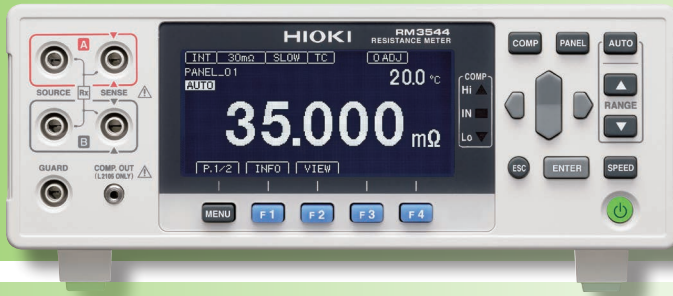 HIOKI
RM3544
RESISTANCE METER
A
SOURCE Rx SENSE
B
GUARD
COMP. OUT
(L2105 ONLY)
INT 30mΩ SLOW TC 0 ADJ
PANEL_01
20.0 °C
AUTO
35.000 mΩ
P.1/2 INFO VIEW
COMP
Hi
IN
Lo
MENU F1 F2 F3 F4
COMP PANEL AUTO
RANGE
ESC ENTER SPEED